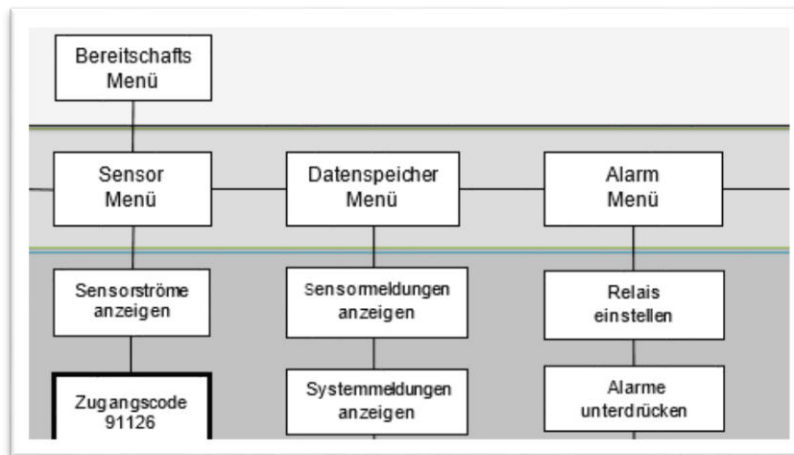 Bereitschafts
Menü
Sensor
Menü
Datenspeicher
Menü
Alarm
Menü
Sensorströme
anzeigen
Sensormeldungen
anzeigen
Relais
einstellen
Zugangscode
91126
Systemmeldungen
anzeigen
Alarme
unterdrücken